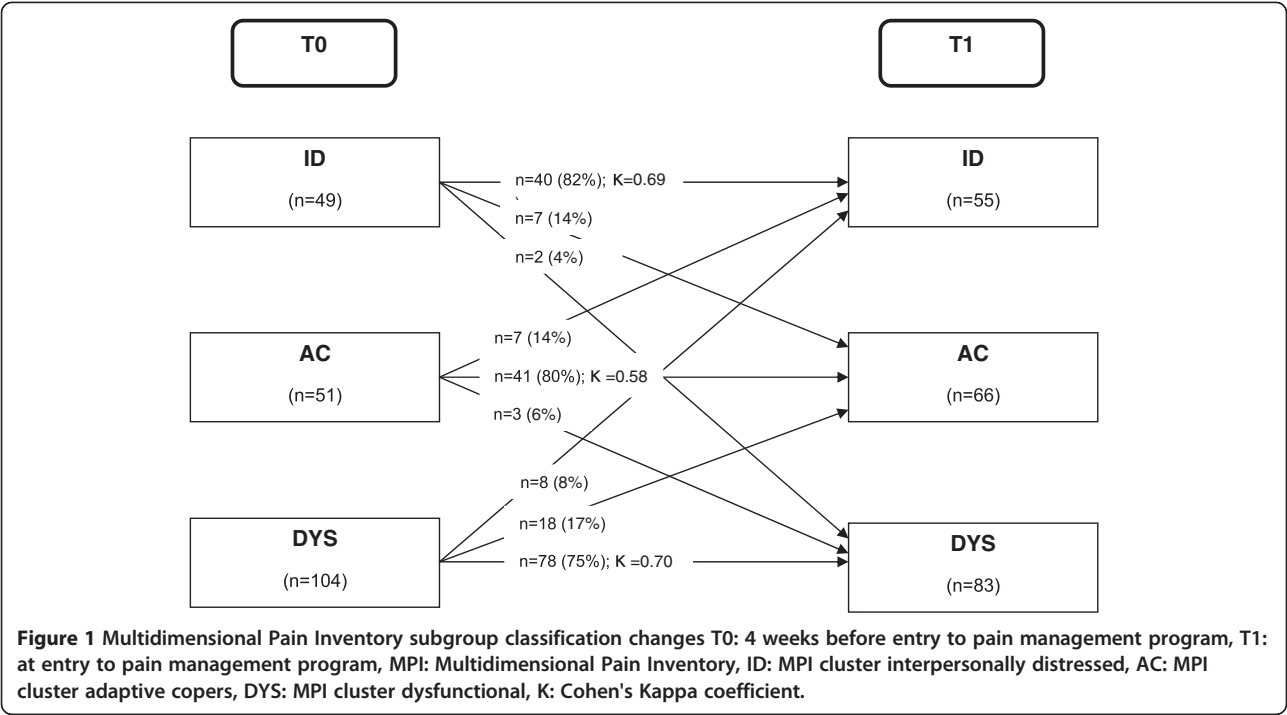 T0
T1
ID
(n=49)
ID
(n=55)
n=40 (82%); K=0.69
n=7 (14%)
n=2 (4%)
AC
(n=51)
AC
(n=66)
n=7 (14%)
n=41 (80%); K =0.58
n=3 (6%)
DYS
(n=104)
DYS
(n=83)
n=8 (8%)
n=18 (17%)
n=78 (75%); K =0.70
Figure 1 Multidimensional Pain Inventory subgroup classification changes T0: 4 weeks before entry to pain management program, T1:
at entry to pain management program, MPI: Multidimensional Pain Inventory, ID: MPI cluster interpersonally distressed, AC: MPI
cluster adaptive copers, DYS: MPI cluster dysfunctional, K: Cohen's Kappa coefficient.